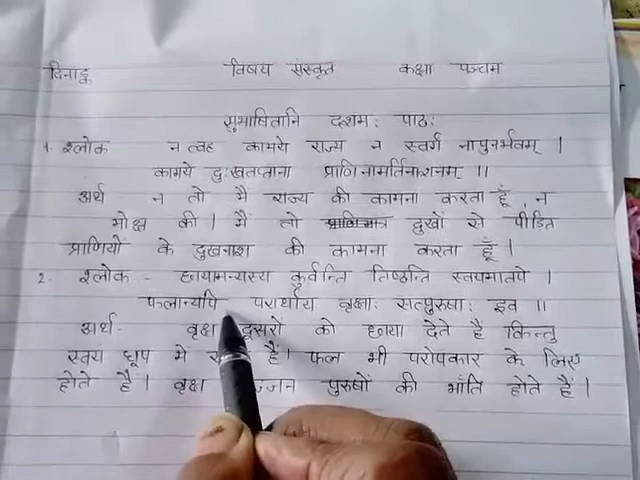 दिनाङ्क विषय संस्कृत कक्षा पञ्चम
सुभाषितानि दशम: पाठ:
1. श्लोक न त्वह कामये राज्य न स्वर्ग नापुनर्भवम् ।
कामये दु:खतप्ताना प्राणिनामर्तिनाशनम् ।।
अर्थ न तो मै राज्य की कामना करता हूँ, न
मोक्ष की । मैं तो दुखों से पीड़ित
प्राणियो के दुखनाश की कामना करता हूँ ।
2. श्लोक - छायामन्यस्य कुर्वन्ति तिष्ठन्ति स्वयमातपे ।
फलान्यपि परार्थाय वृक्षा: सत्पुरुषा: इव ।।
अर्थ- वृक्ष दूसरों को छाया देते है किन्तु
स्वयं धूप मे है। फल भी परोपकार के लिए
होते है । वृक्ष पुरुषों की भाँति होते हैं ।